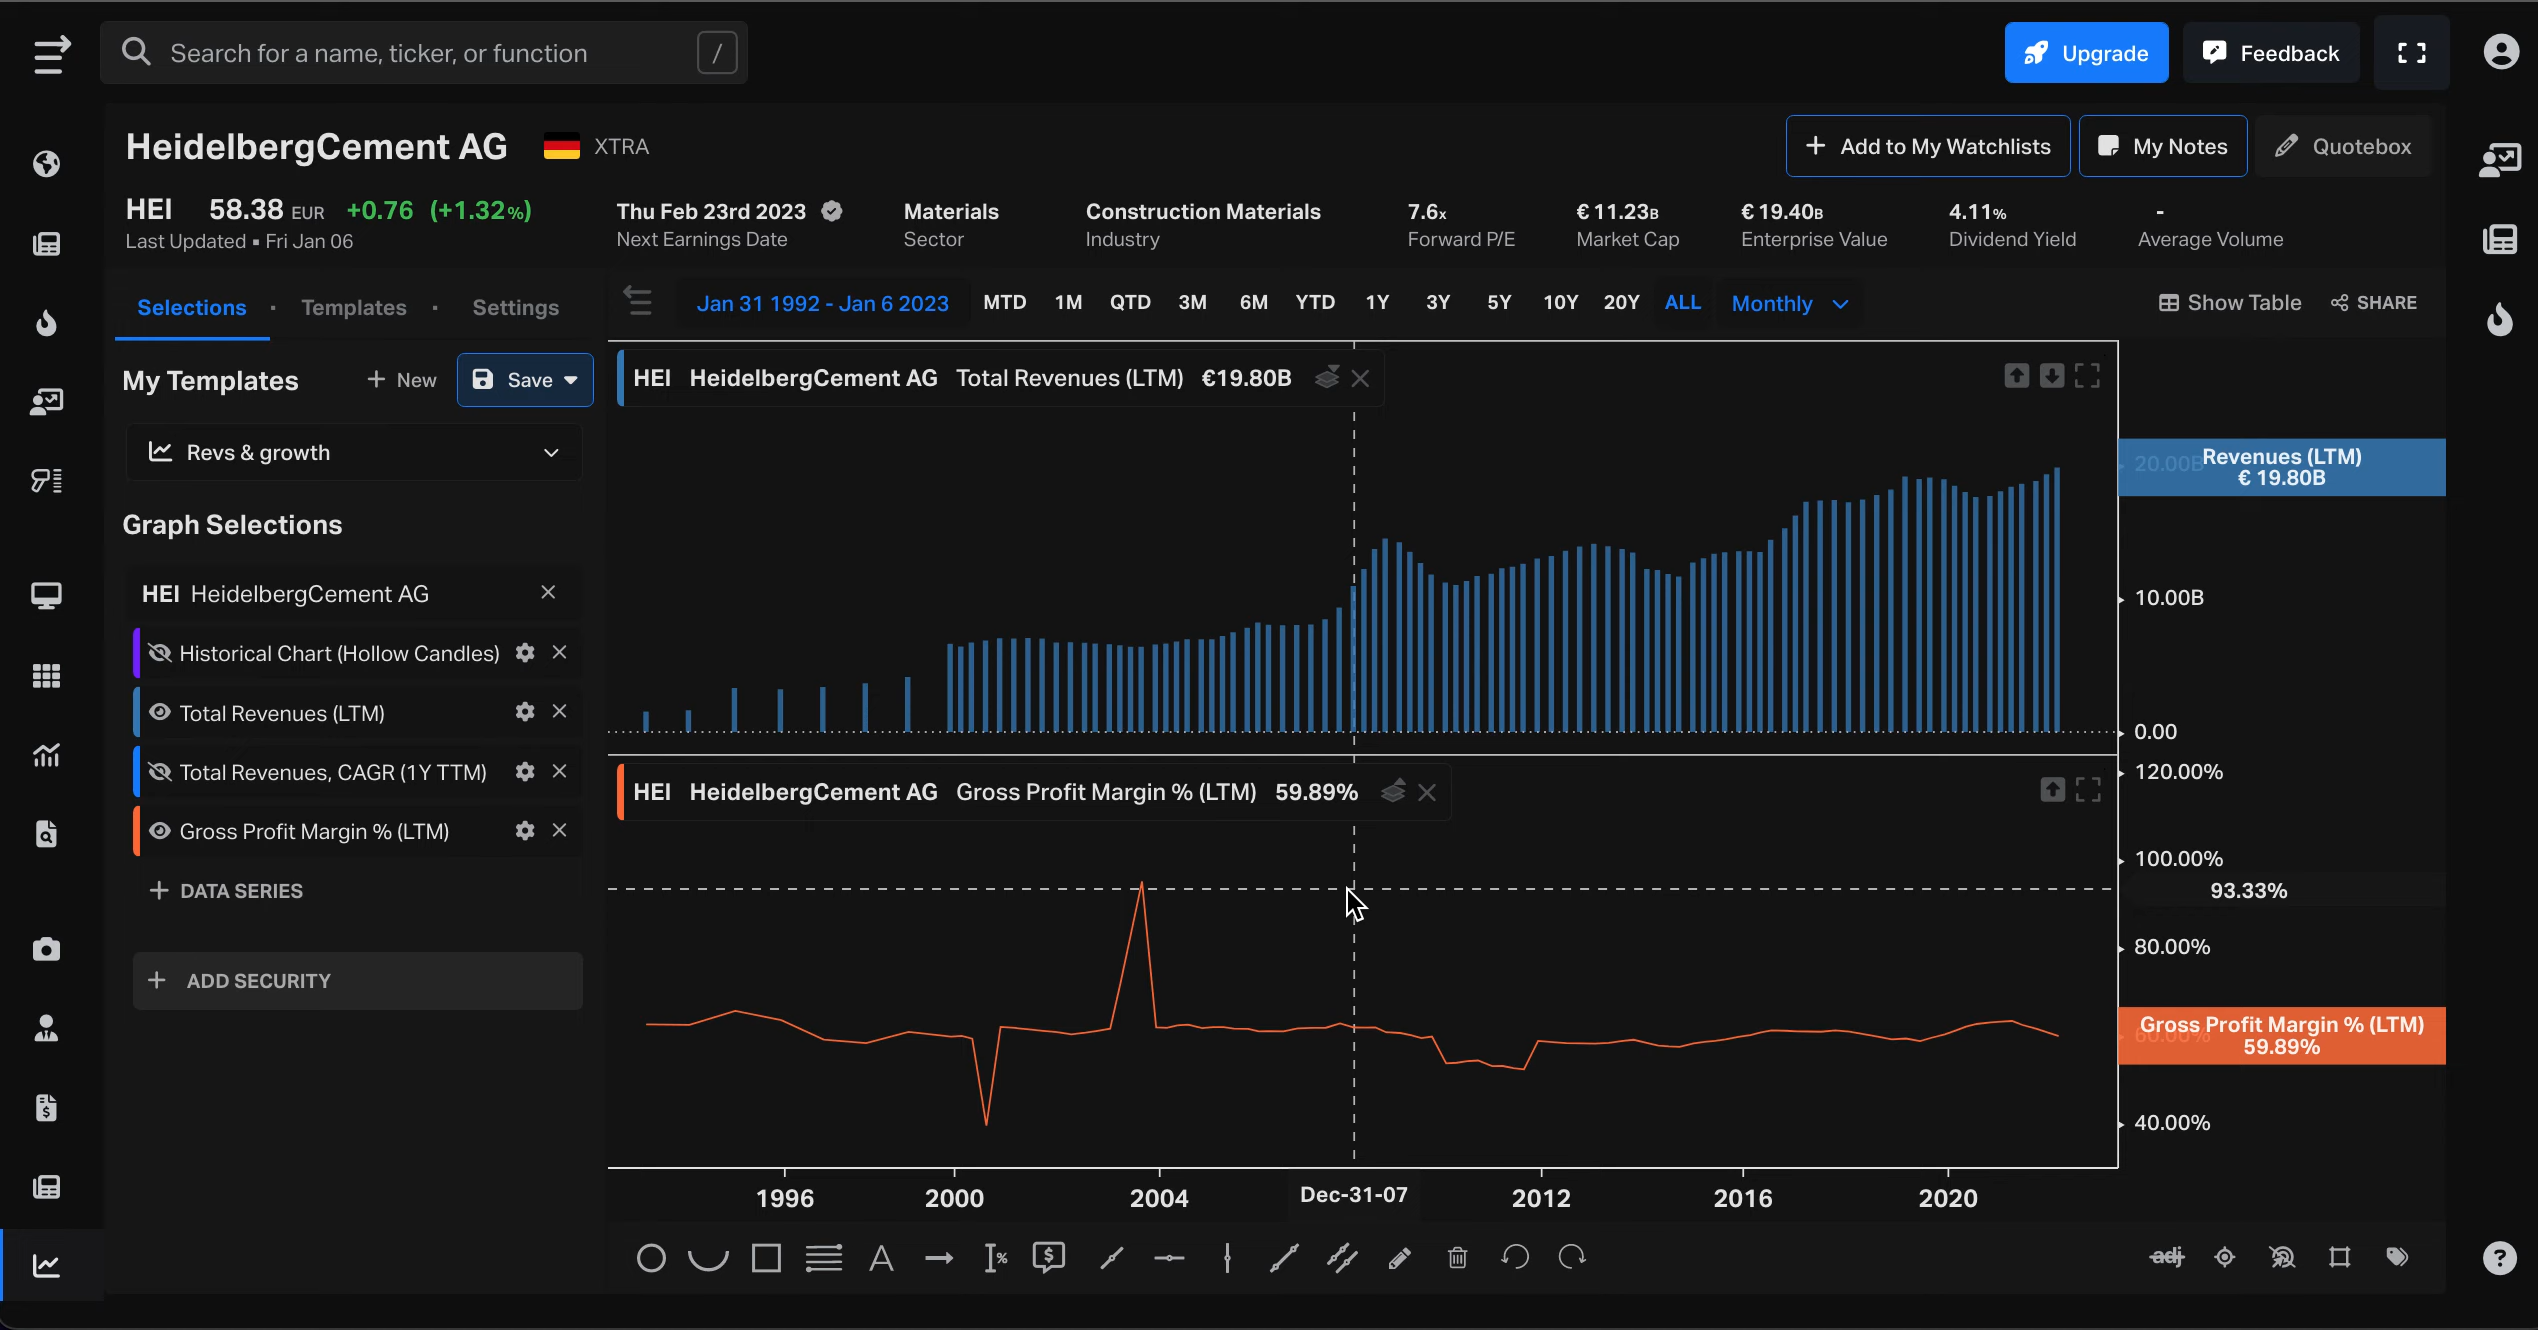 Search for a name, ticker, or function /
Upgrade
Feedback
HeidelbergCement AG XTRA
+ Add to My Watchlists
My Notes
Quotebox
HEI 58.38 EUR +0.76 (+1.32%)
Last Updated ▪ Fri Jan 06
Thu Feb 23rd 2023
Next Earnings Date
Materials
Sector
Construction Materials
Industry
7.6x
Forward P/E
€ 11.23B
Market Cap
€ 19.40B
Enterprise Value
4.11%
Dividend Yield
-
Average Volume
Selections · Templates · Settings
Jan 31 1992 - Jan 6 2023 MTD 1M QTD 3M 6M YTD 1Y 3Y 5Y 10Y 20Y ALL Monthly
Show Table
SHARE
My Templates
+ New
Save
Revs & growth
Graph Selections
HEI HeidelbergCement AG
Historical Chart (Hollow Candles)
Total Revenues (LTM)
Total Revenues, CAGR (1Y TTM)
Gross Profit Margin % (LTM)
+ DATA SERIES
+ ADD SECURITY
HEI HeidelbergCement AG Total Revenues (LTM) €19.80B
20.00B
Revenues (LTM)
€ 19.80B
10.00B
0.00
HEI HeidelbergCement AG Gross Profit Margin % (LTM) 59.89%
120.00%
100.00%
93.33%
80.00%
60.00%
Gross Profit Margin % (LTM)
59.89%
40.00%
1996 2000 2004 Dec-31-07 2012 2016 2020
A
%
$
adj
?